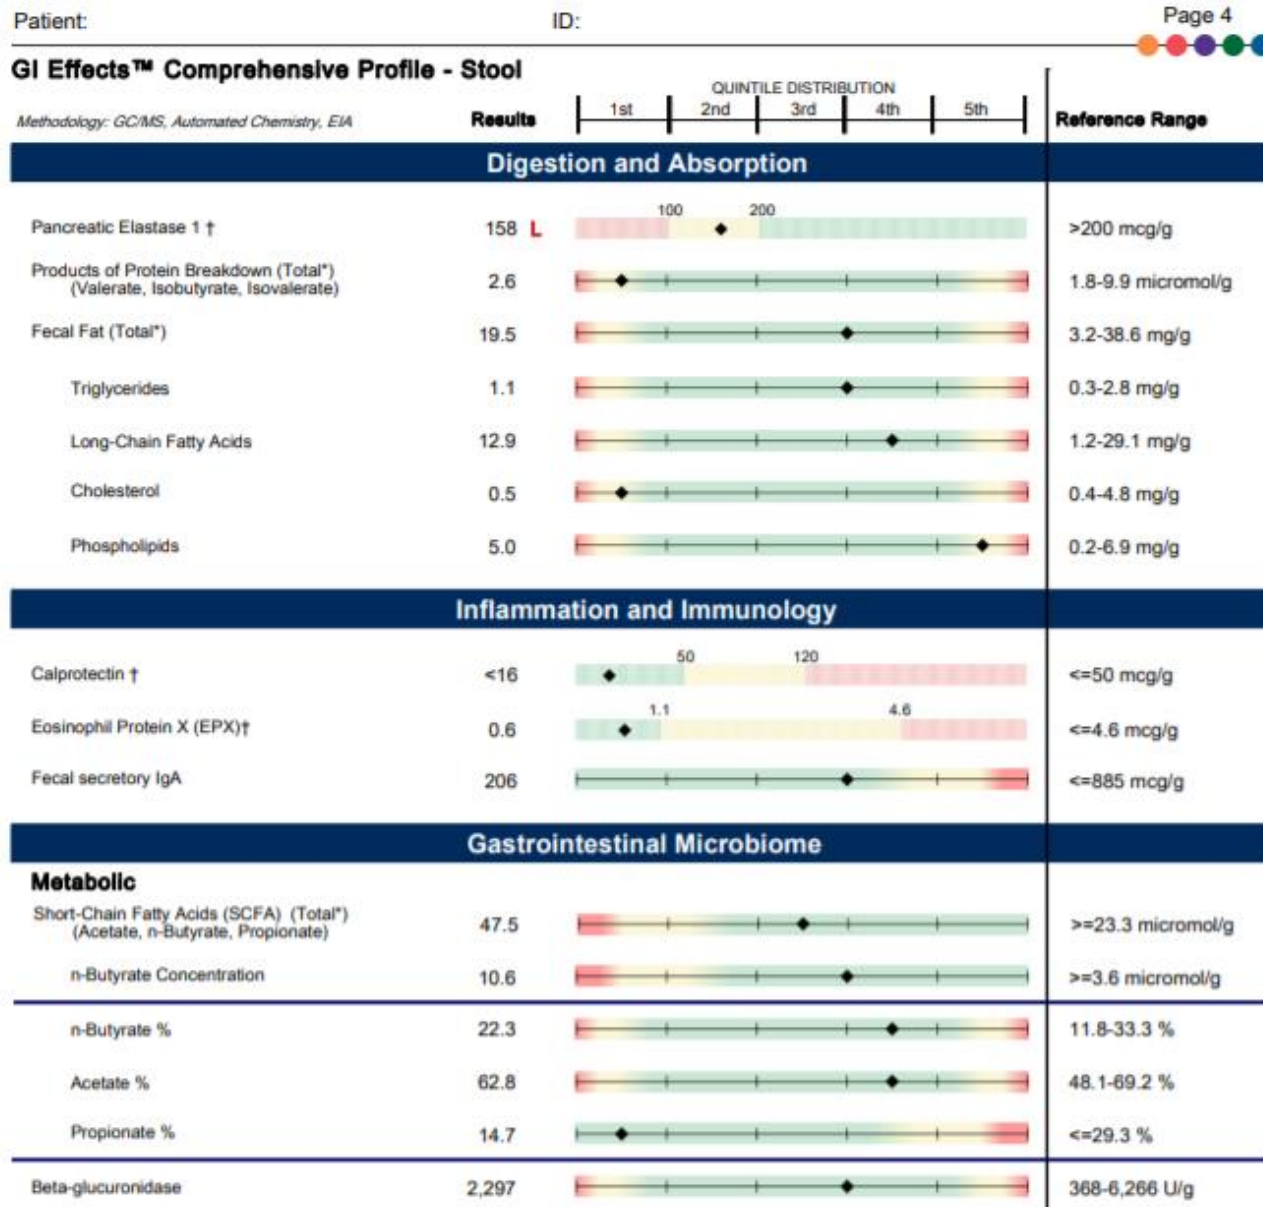 Patient: ID: Page 4
GI Effects™ Comprehensive Profile - Stool
QUINTILE DISTRIBUTION
Methodology: GC/MS, Automated Chemistry, EIA Results 1st 2nd 3rd 4th 5th Reference Range
Digestion and Absorption
100 200
Pancreatic Elastase 1 † 158 L >200 mcg/g
Products of Protein Breakdown (Total*)
(Valerate, Isobutyrate, Isovalerate) 2.6 1.8-9.9 micromol/g
Fecal Fat (Total*) 19.5 3.2-38.6 mg/g
Triglycerides 1.1 0.3-2.8 mg/g
Long-Chain Fatty Acids 12.9 1.2-29.1 mg/g
Cholesterol 0.5 0.4-4.8 mg/g
Phospholipids 5.0 0.2-6.9 mg/g
Inflammation and Immunology
50 120
Calprotectin † <16 <=50 mcg/g
1.1 4.6
Eosinophil Protein X (EPX)† 0.6 <=4.6 mcg/g
Fecal secretory IgA 206 <=885 mcg/g
Gastrointestinal Microbiome
Metabolic
Short-Chain Fatty Acids (SCFA) (Total*)
(Acetate, n-Butyrate, Propionate) 47.5 >=23.3 micromol/g
n-Butyrate Concentration 10.6 >=3.6 micromol/g
n-Butyrate % 22.3 11.8-33.3 %
Acetate % 62.8 48.1-69.2 %
Propionate % 14.7 <=29.3 %
Beta-glucuronidase 2,297 368-6,266 U/g